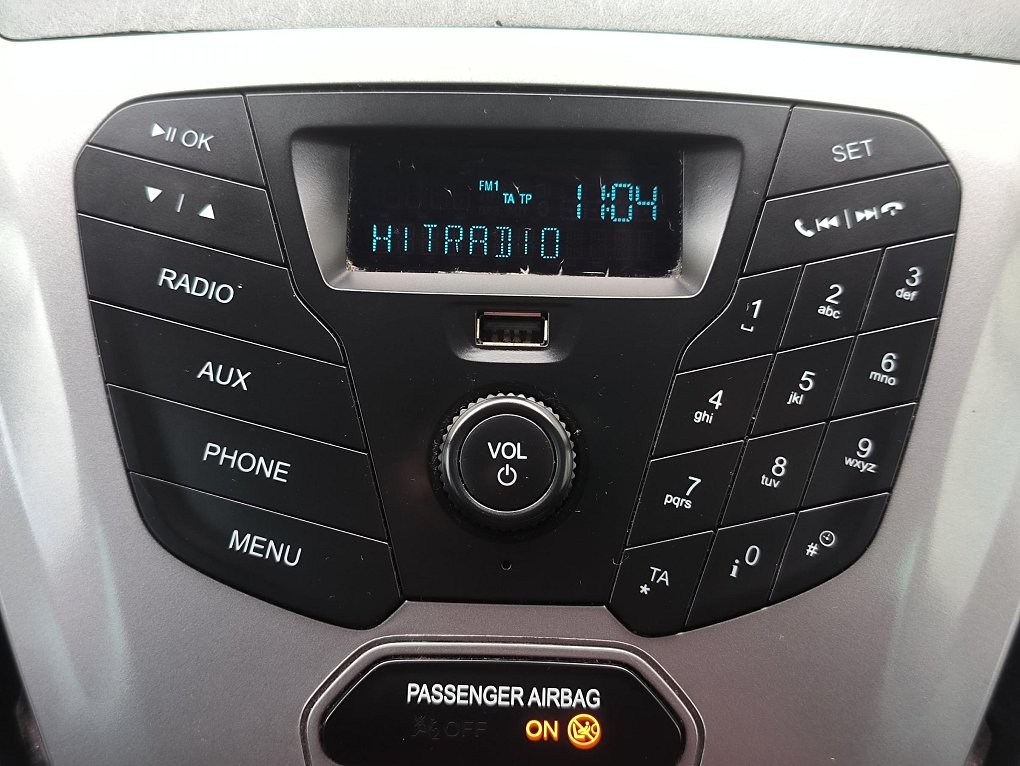 OK
SET
FM1
TA TP
11:04
HITRADIO
RADIO
AUX
PHONE
MENU
VOL
1
2
abc
3
def
4
ghi
5
jkl
6
mno
7
pqrs
8
tuv
9
wxyz
TA
*
0
i
#
PASSENGER AIRBAG
2 OFF
ON